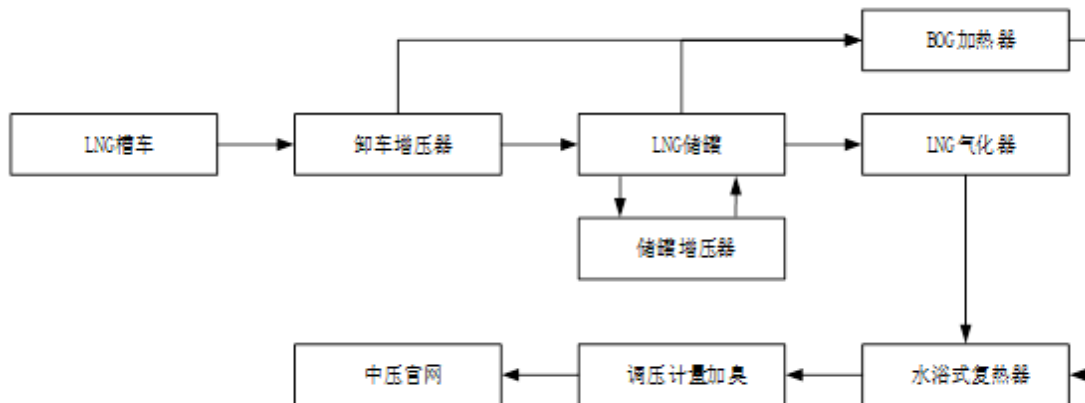 BOG加热器
LNG槽车
卸车增压器
LNG储罐
LNG气化器
储罐增压器
中压官网
调压计量加臭
水浴式复热器